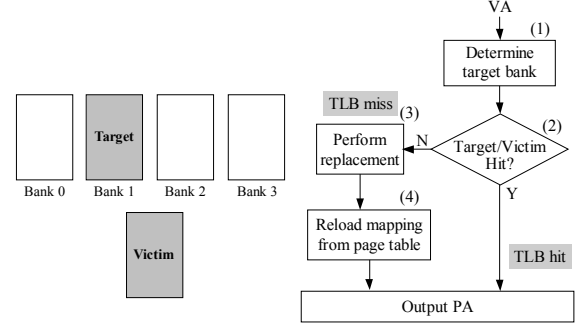 Target
Bank 0 Bank 1 Bank 2 Bank 3
Victim
VA
(1)
Determine
target bank
TLB miss
(3)
(2)
Perform
replacement
N
Target/Victim
Hit?
(4)
Y
Reload mapping
from page table
TLB hit
Output PA